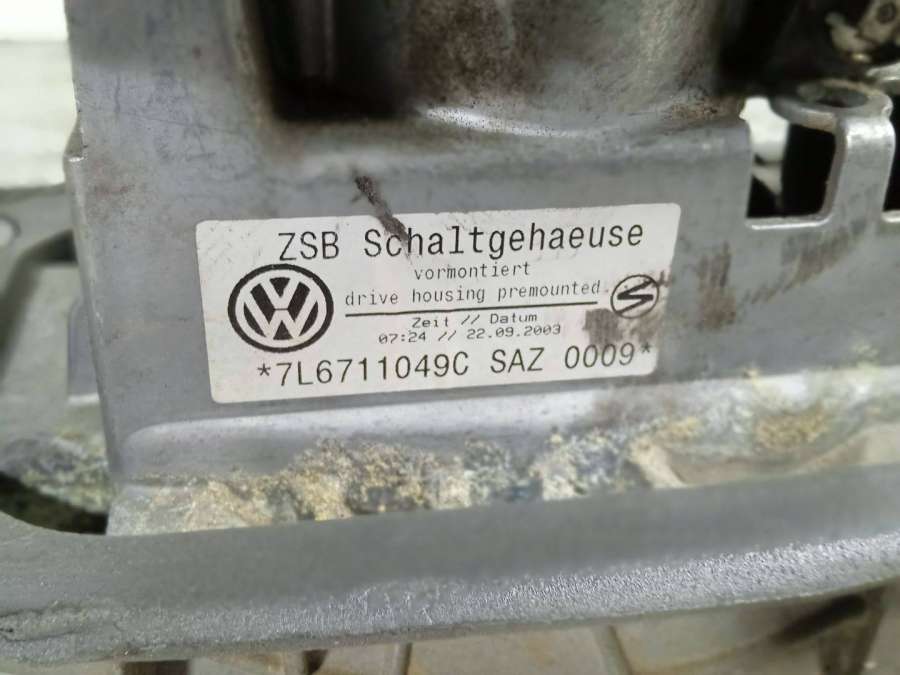 ZSB Schaltgehaeuse
vormontiert
drive housing premounted.
Zeit // Datum
07:24 // 22.09.2003
*7L6711049C SAZ 0009*